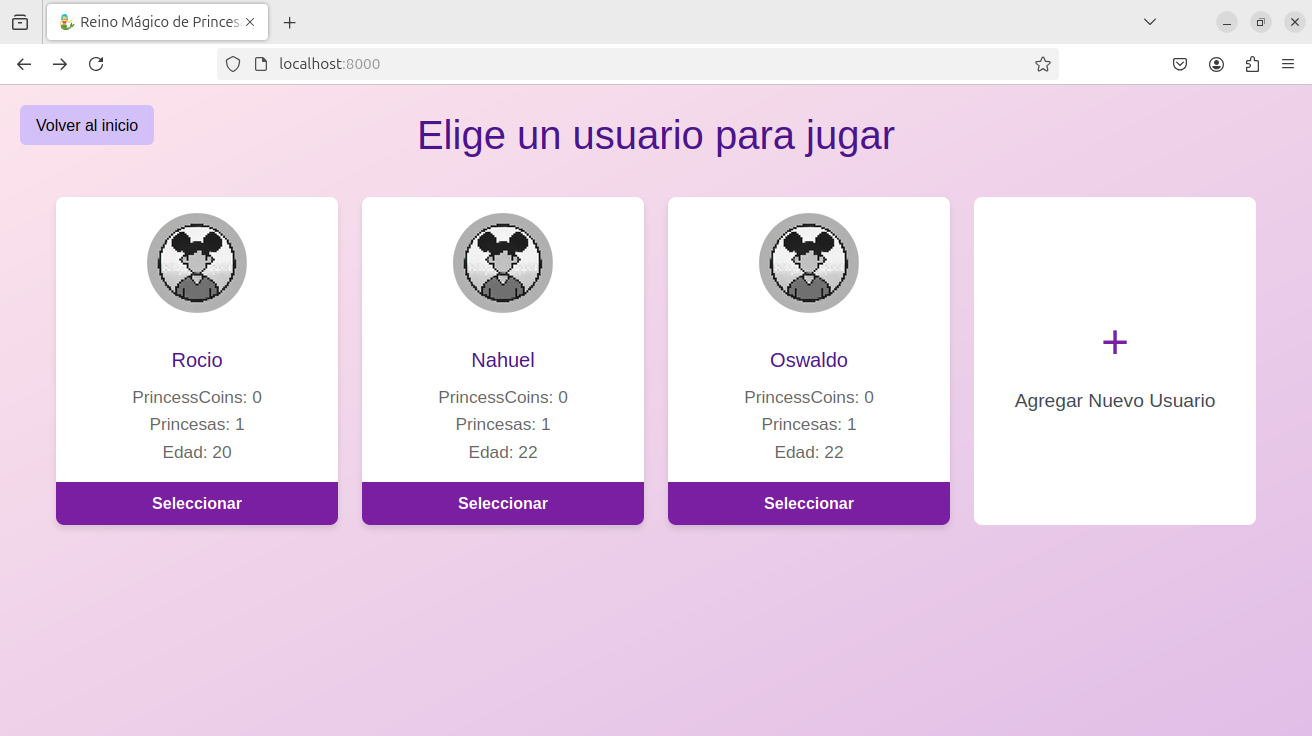 Reino Mágico de Princes
localhost:8000
Volver al inicio
Elige un usuario para jugar
Rocio
PrincessCoins: 0
Princesas: 1
Edad: 20
Seleccionar
Nahuel
PrincessCoins: 0
Princesas: 1
Edad: 22
Seleccionar
Oswaldo
PrincessCoins: 0
Princesas: 1
Edad: 22
Seleccionar
+
Agregar Nuevo Usuario